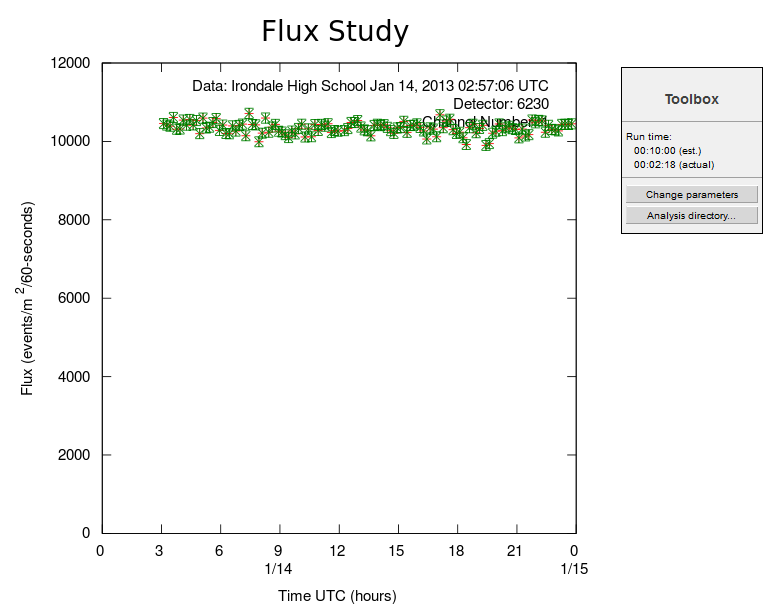 Flux Study
12000
10000
8000
6000
4000
2000
0
Flux (events/m 2/60-seconds)
Data: Irondale High School Jan 14, 2013 02:57:06 UTC
Detector: 6230
Channel Number
0 3 6 9 12 15 18 21 0
1/14 1/15
Time UTC (hours)
Toolbox
Run time:
00:10:00 (est.)
00:02:18 (actual)
Change parameters
Analysis directory...